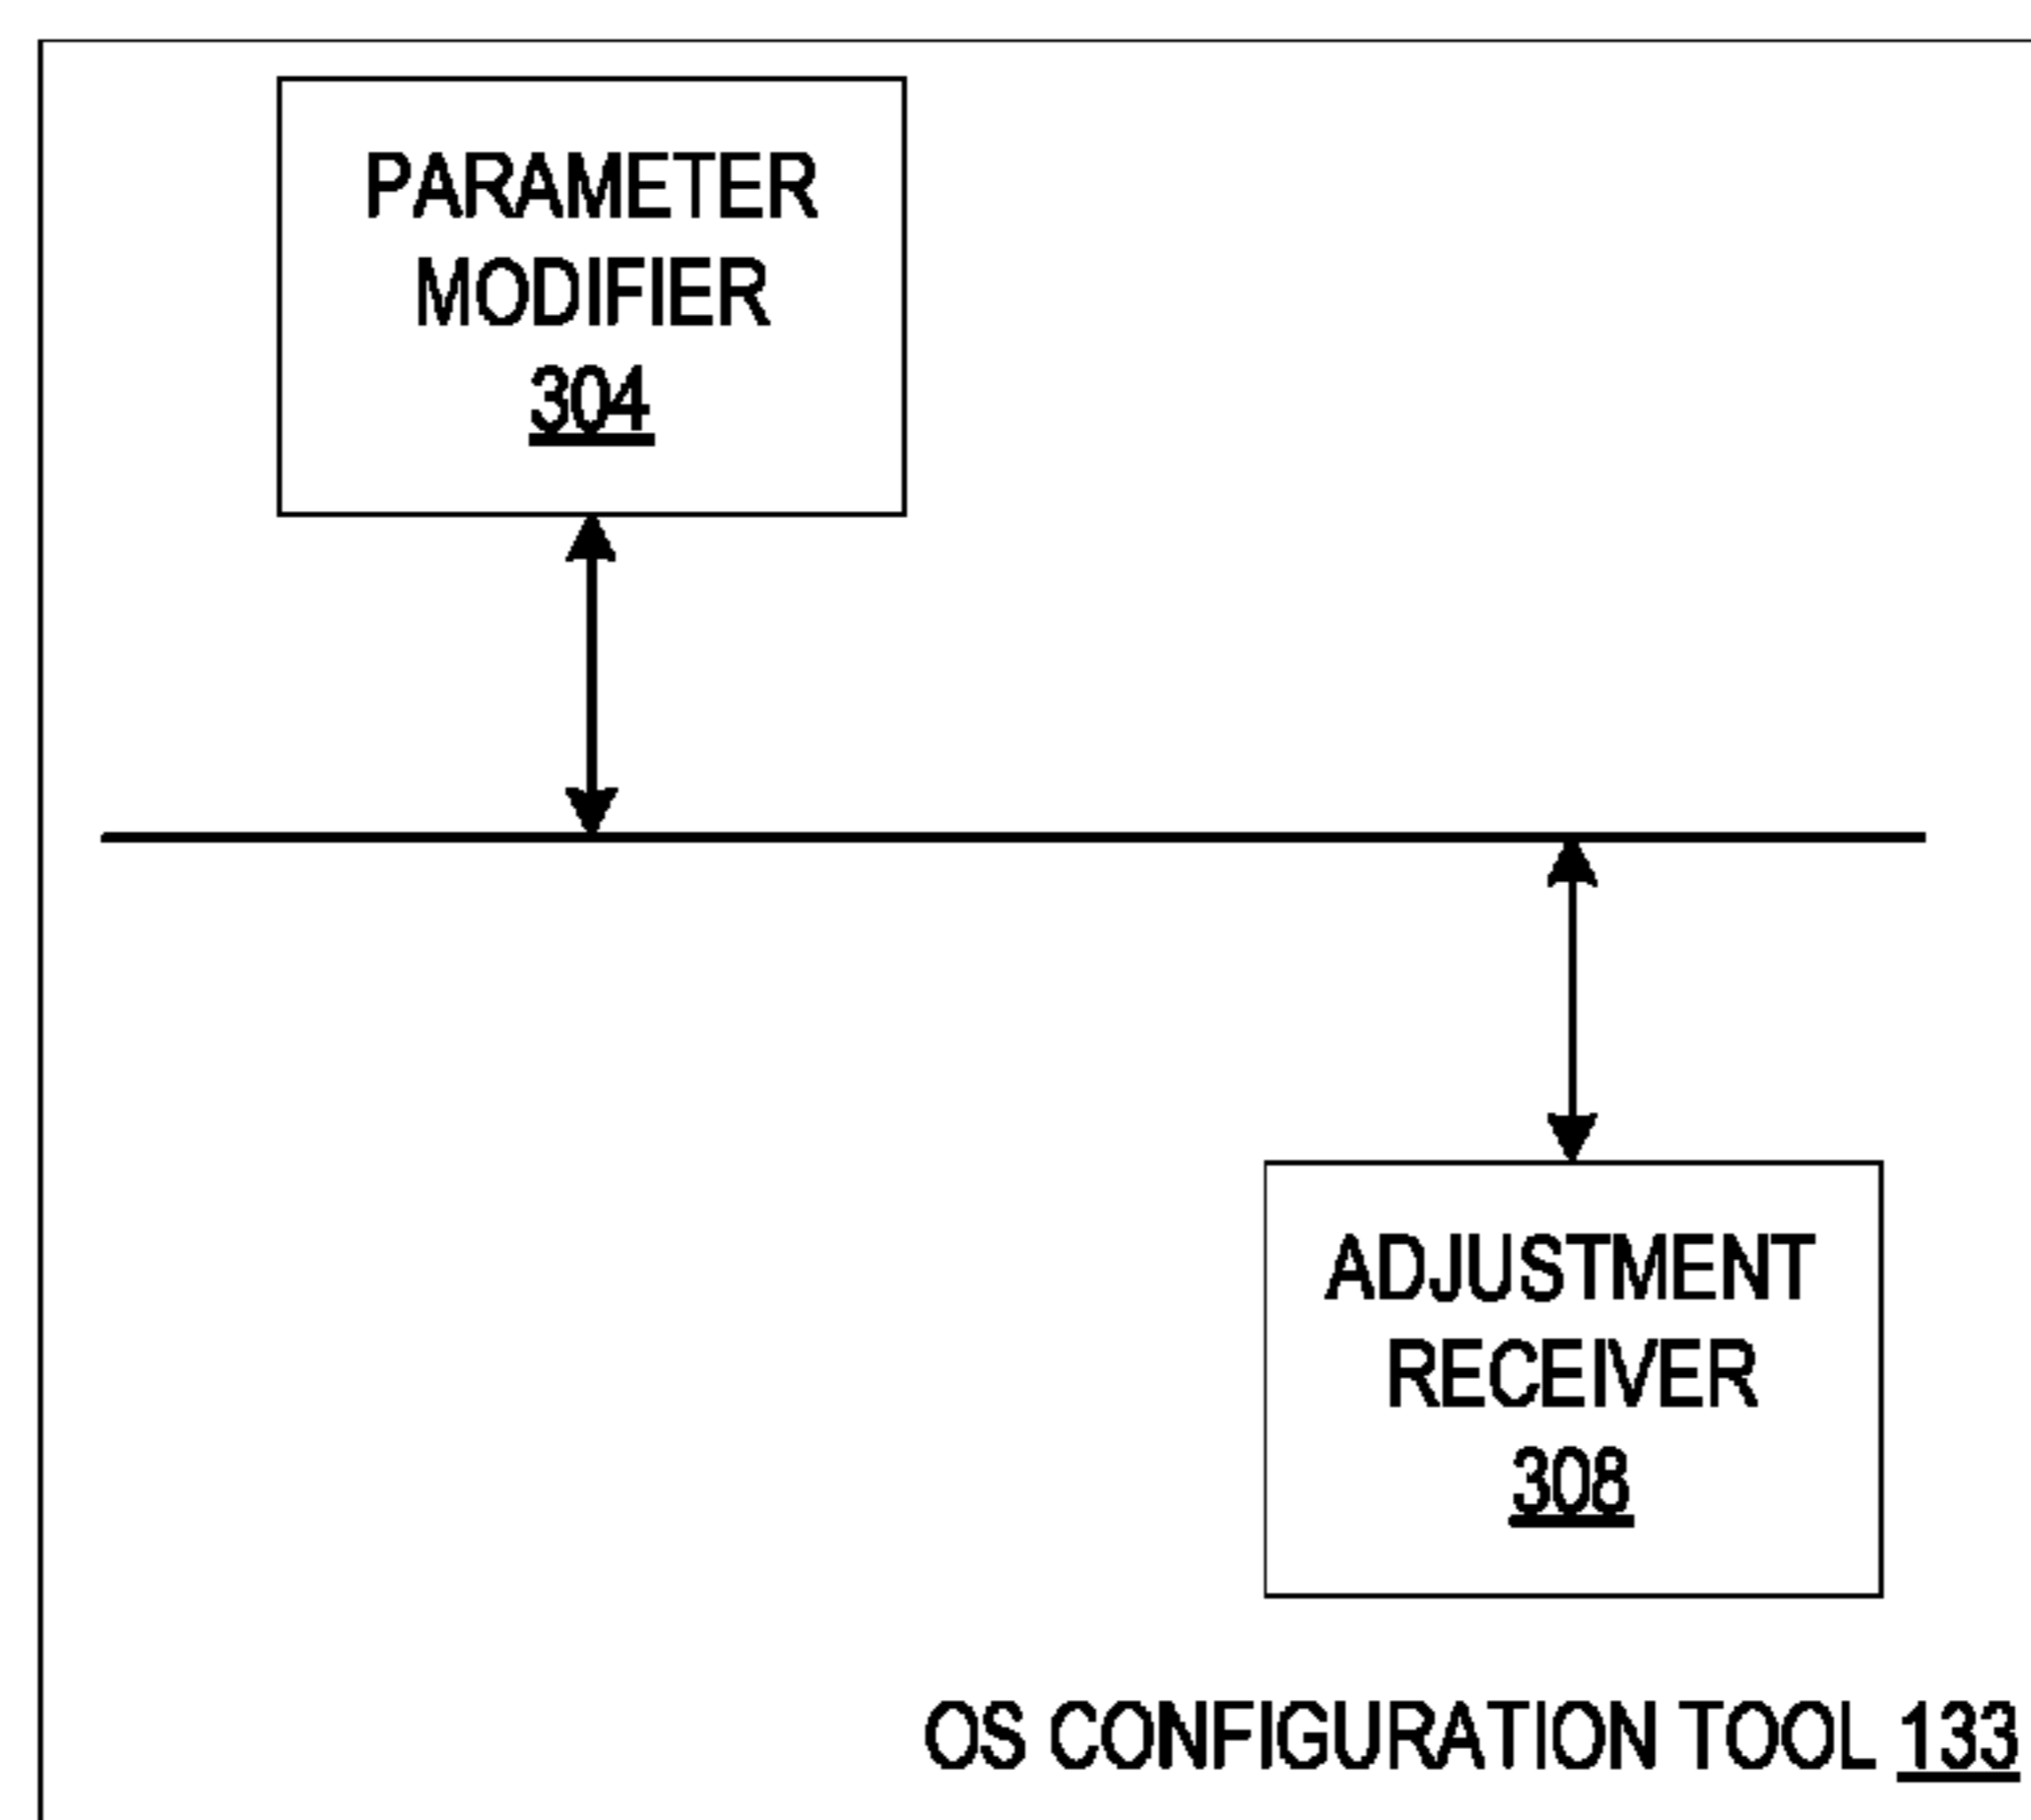 PARAMETER
MODIFIER
304
ADJUSTMENT
RECEIVER
308
OS CONFIGURATION TOOL 133